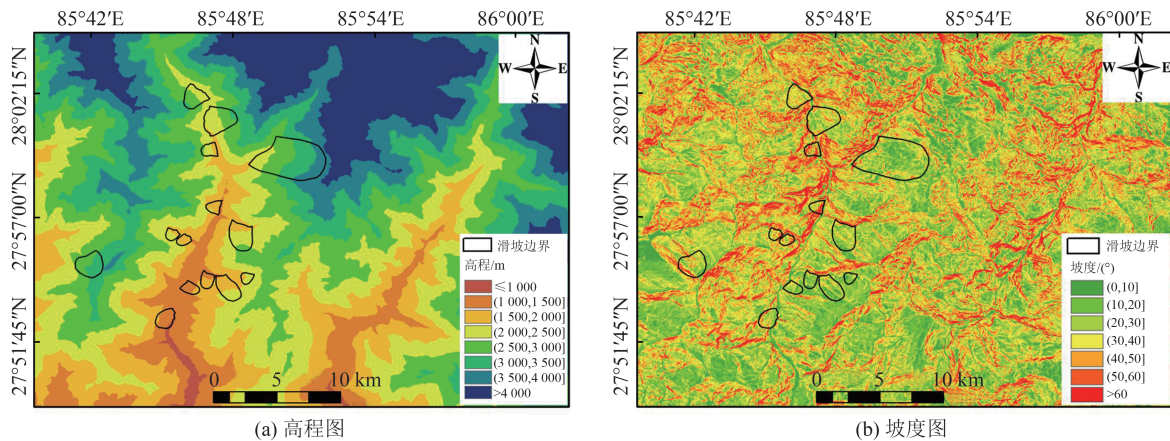 85°42′E 85°48′E 85°54′E 86°00′E
N
W E
S
28°02′15″N
27°57′00″N
27°51′45″N
滑坡边界
高程/m
≤1 000
(1 000,1 500]
(1 500,2 000]
(2 000,2 500]
(2 500,3 000]
(3 000,3 500]
(3 500,4 000]
>4 000
0 5 10 km
(a) 高程图
85°42′E 85°48′E 85°54′E 86°00′E
N
W E
S
28°02′15″N
27°57′00″N
27°51′45″N
滑坡边界
坡度/(°)
(0,10]
(10,20]
(20,30]
(30,40]
(40,50]
(50,60]
>60
0 5 10 km
(b) 坡度图